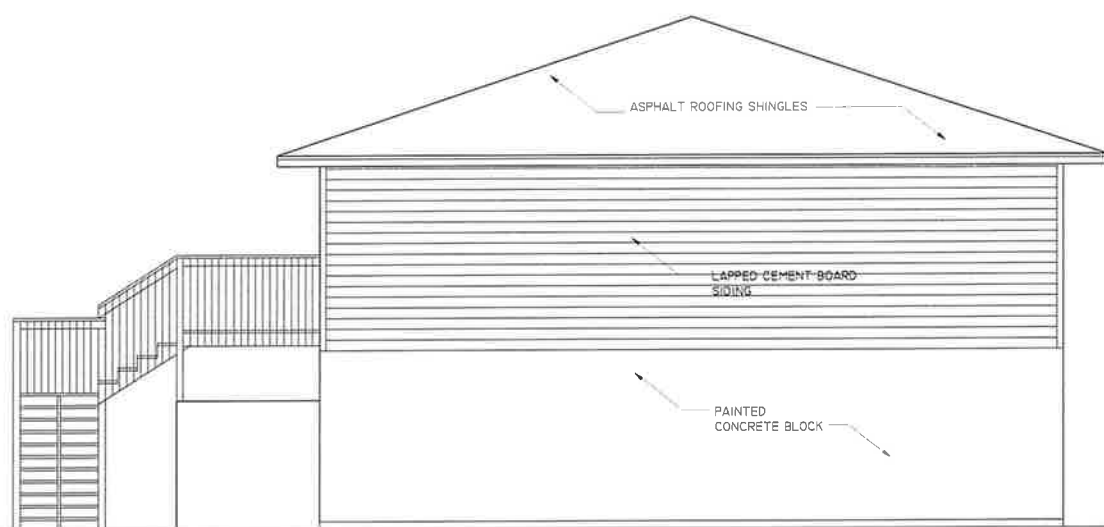 ASPHALT ROOFING SHINGLES
LAPPED CEMENT BOARD
SIDING
PAINTED
CONCRETE BLOCK